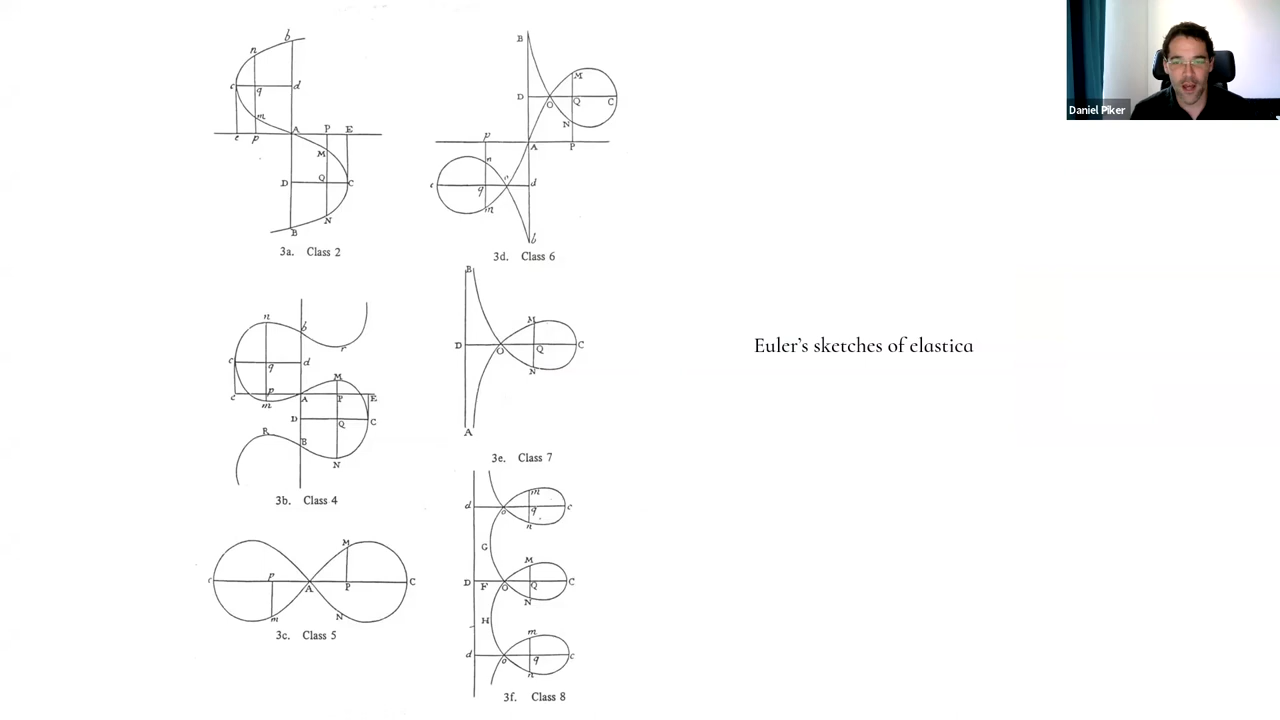 b
n
c
q
d
m
A
P
E
e
p
M
D
Q
C
N
B
3a. Class 2
B
M
D
O
Q
C
N
p
A
P
n
c
o
q
d
m
b
3d. Class 6
n
b
r
c
q
d
c
p
m
A
M
P
E
D
Q
C
R
B
N
3b. Class 4
B
M
D
O
Q
C
N
A
3e. Class 7
M
c
p
A
P
C
m
N
3c. Class 5
m
d
o
q
c
n
G
M
D
F
O
Q
C
N
H
m
d
o
q
c
n
3f. Class 8
Euler's sketches of elastica
Daniel Piker